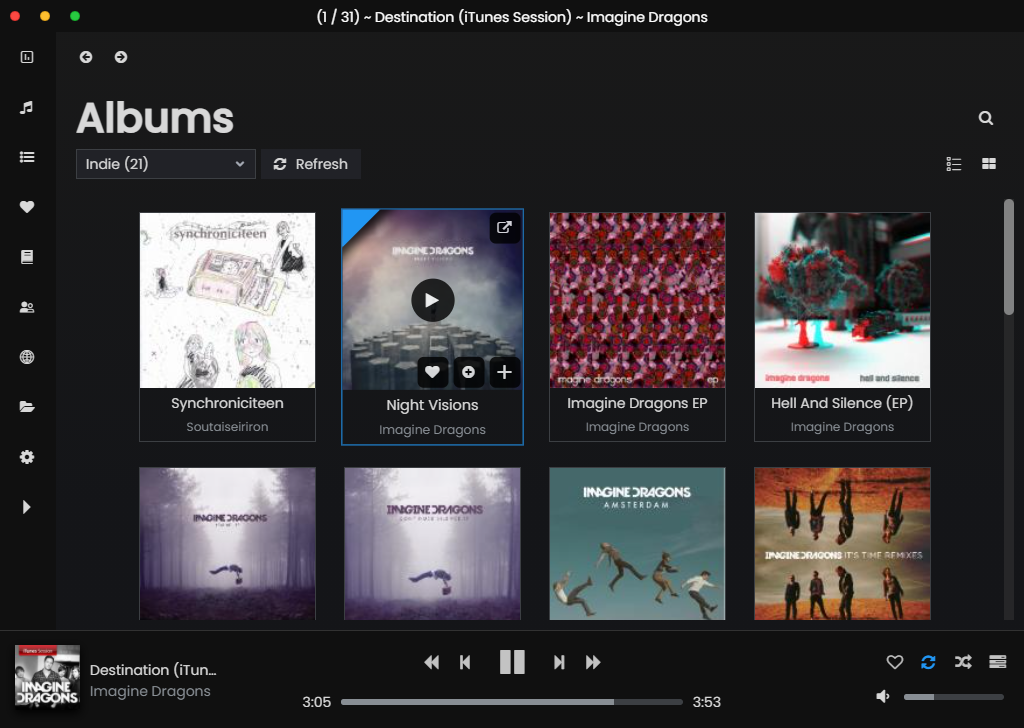 (1 / 31) ~ Destination (iTunes Session) ~ Imagine Dragons
Albums
Indie (21)
Refresh
synchroniciteen
IMAGINE DRAGONS
NIGHT VISIONS
imagine dragons
ep
imagine dragons
hell and silence
Synchroniciteen
Soutaiseiriron
Night Visions
Imagine Dragons
Imagine Dragons EP
Imagine Dragons
Hell And Silence (EP)
Imagine Dragons
IMAGINE DRAGONS
IMAGINE DRAGONS
IMAGINE DRAGONS
AMSTERDAM
IMAGINE DRAGONS IT'S TIME REMIXES
iTunes Session
IMAGINE DRAGONS
Destination (iTun...
Imagine Dragons
3:05
3:53